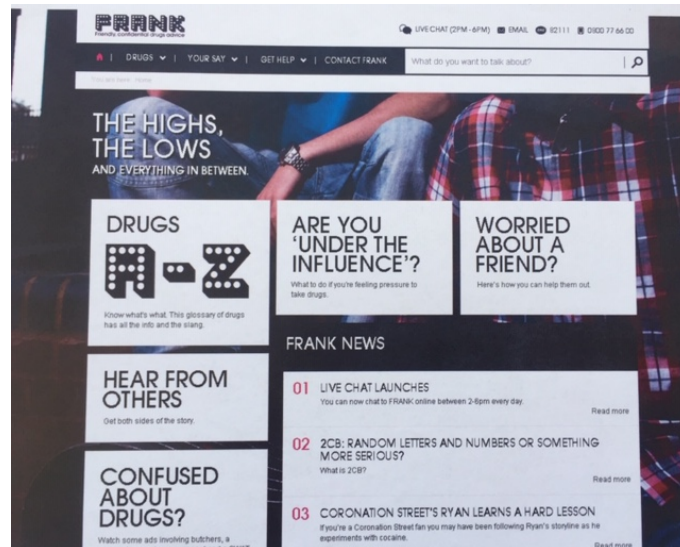 FRANK
Friendly confidential drugs advice
LIVE CHAT (2PM - 6PM) EMAIL 82111 0300 77 66 00
DRUGS | YOUR SAY | GET HELP | CONTACT FRANK
What do you want to talk about?
You are here: Home
THE HIGHS,
THE LOWS
AND EVERYTHING IN BETWEEN.
DRUGS
A-Z
Know what's what. This glossary of drugs
has all the info and the slang.
ARE YOU
'UNDER THE
INFLUENCE'?
What to do if you're feeling pressure to
take drugs.
WORRIED
ABOUT A
FRIEND?
Here's how you can help them out.
HEAR FROM
OTHERS
Get both sides of the story.
CONFUSED
ABOUT
DRUGS?
Watch some ads involving butchers, a
FRANK NEWS
01 LIVE CHAT LAUNCHES
You can now chat to FRANK online between 2-6pm every day.
Read more
02 2CB: RANDOM LETTERS AND NUMBERS OR SOMETHING
MORE SERIOUS?
What is 2CB?
Read more
03 CORONATION STREET'S RYAN LEARNS A HARD LESSON
If you're a Coronation Street fan you may have been following Ryan's storyline as he
experiments with cocaine.
Read more